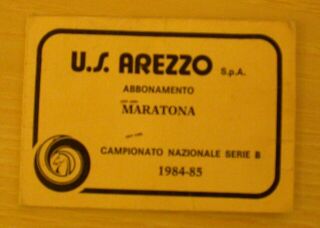 U.S. AREZZO S.p.A.
ABBONAMENTO
MARATONA
CAMPIONATO NAZIONALE SERIE B
1984-85